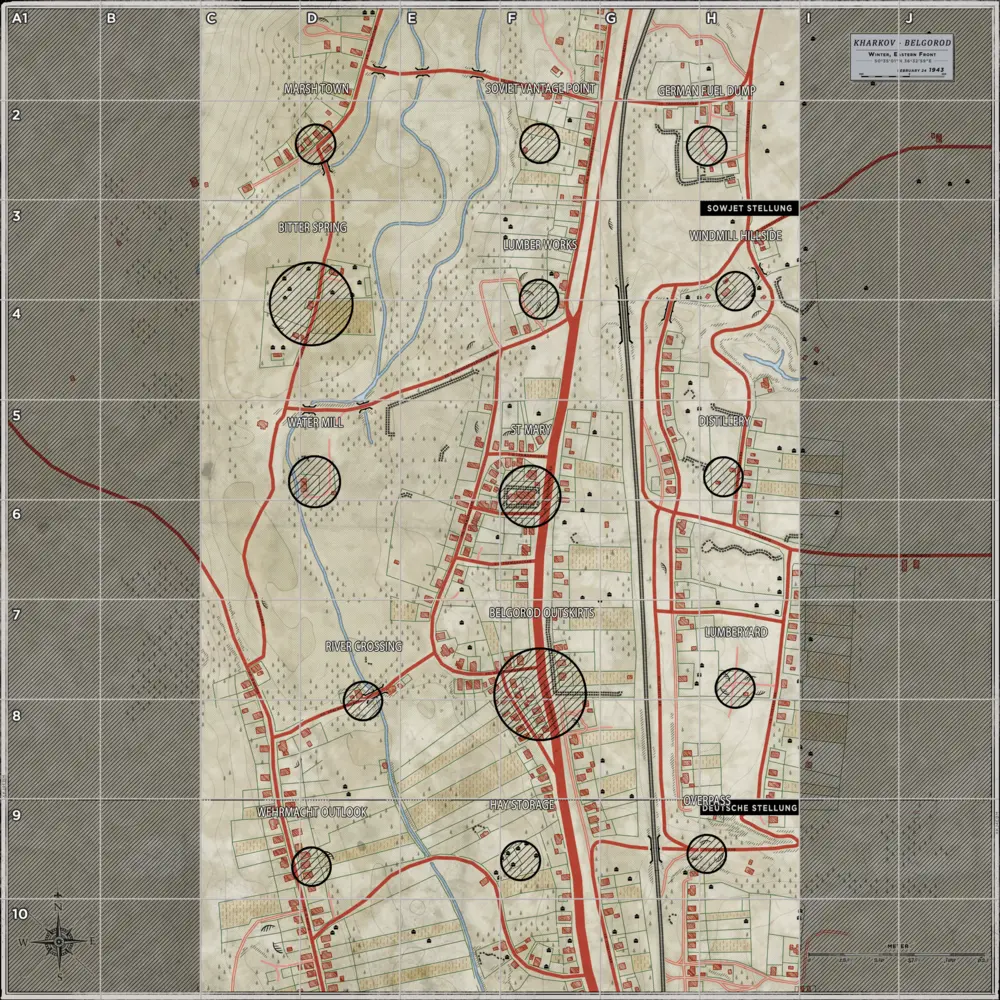 A1 B C D E F G H I J
KHARKOV - BELGOROD
WINTER, EASTERN FRONT
1943
MARSH TOWN
SOVIET VANTAGE POINT
GERMAN FUEL DUMP
2
3
SOWJET STELLUNG
BITTER SPRING
LUMBER WORKS
WINDMILL HILLSIDE
4
5
WATER MILL
ST MARY
DISTILLERY
6
7
BELGOROD OUTSKIRTS
RIVER CROSSING
LUMBERYARD
8
9
WEHRMACHT OUTLOOK
HAY STORAGE
OVERPASS
DEUTSCHE STELLUNG
10
N
W E
S
METER